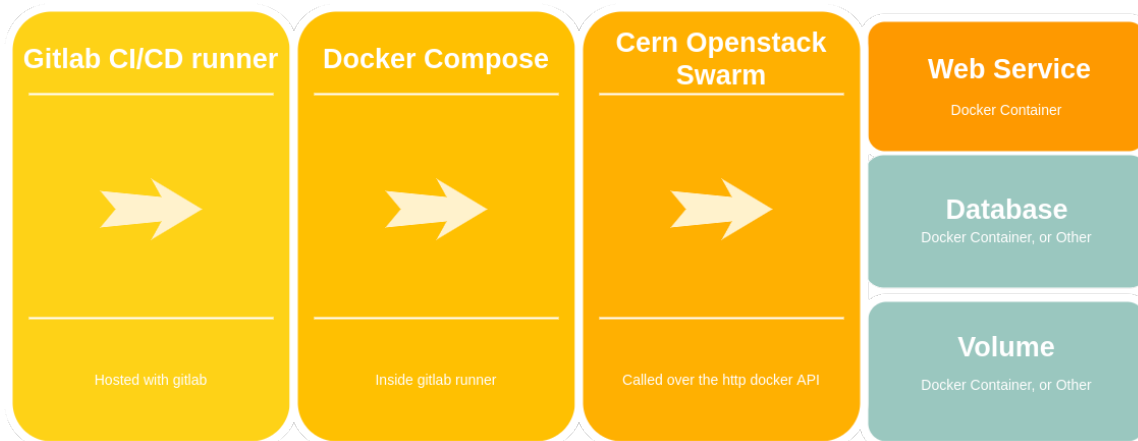 Gitlab CI/CD runner
Hosted with gitlab
Docker Compose
Inside gitlab runner
Cern Openstack
Swarm
Called over the http docker API
Web Service
Docker Container
Database
Docker Container, or Other
Volume
Docker Container, or Other